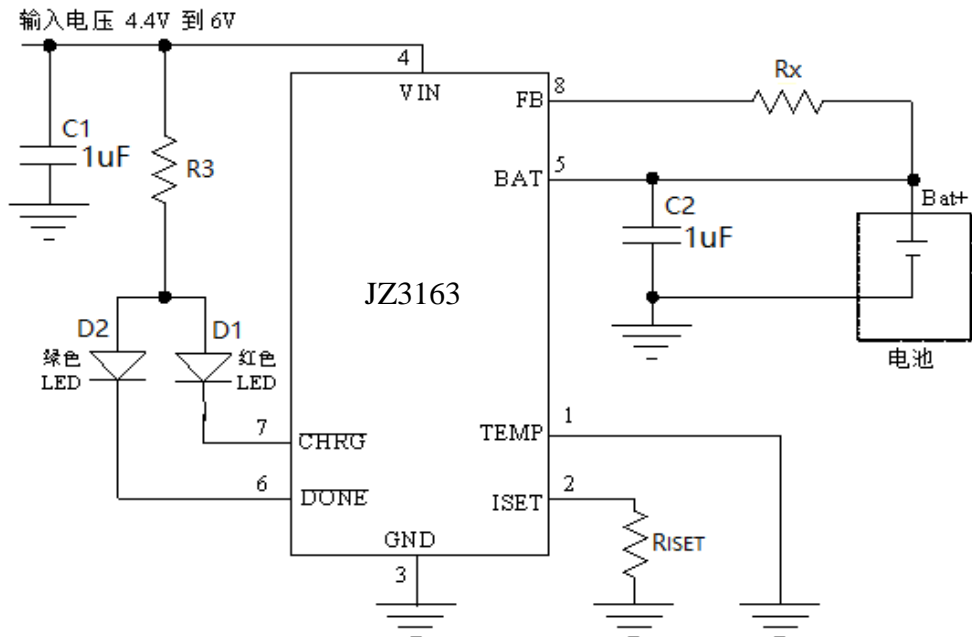 输入电压 4.4V 到 6V
4
VIN
C1
1uF
R3
D2
D1
绿色
LED
红色
LED
7
CHRG
6
DONE
GND
3
JZ3163
FB
8
Rx
BAT
5
C2
1uF
Bat+
电池
TEMP
1
ISET
2
RISET